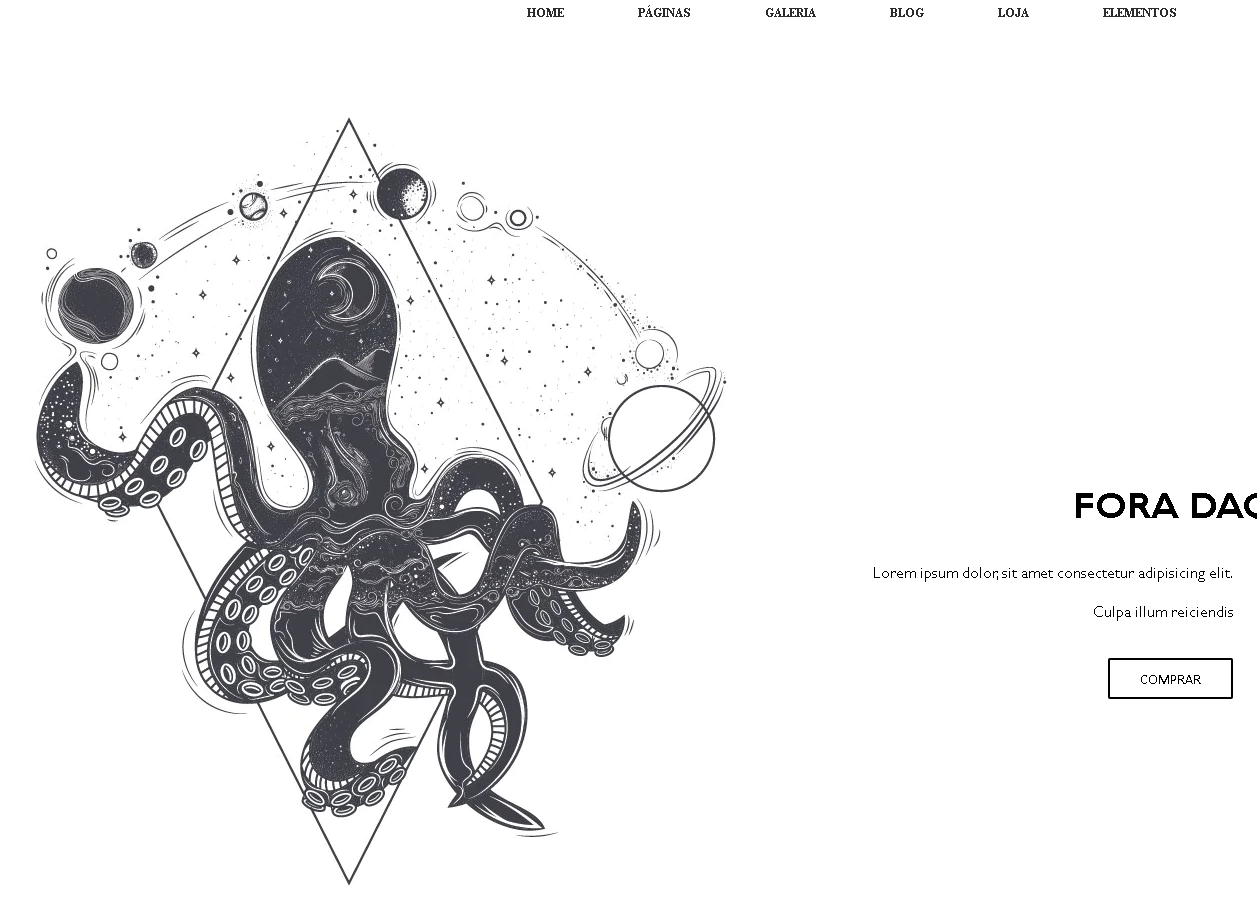 HOME PÁGINAS GALERIA BLOG LOJA ELEMENTOS
FORA
Lorem ipsum dolor, sit amet consectetur adipisicing elit.
Culpa illum reiciendis
COMPRAR